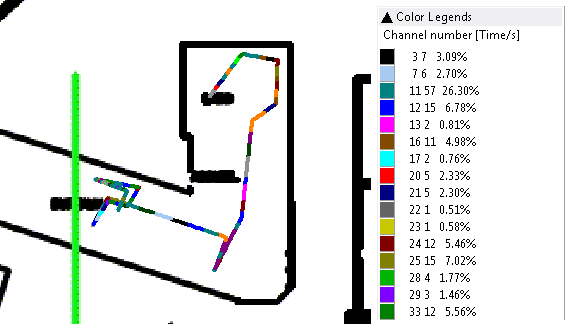 ▲ Color Legends
Channel number [Time/s]
3 7 3.09%
7 6 2.70%
11 57 26.30%
12 15 6.78%
13 2 0.81%
16 11 4.98%
17 2 0.76%
20 5 2.33%
21 5 2.30%
22 1 0.51%
23 1 0.58%
24 12 5.46%
25 15 7.02%
28 4 1.77%
29 3 1.46%
33 12 5.56%